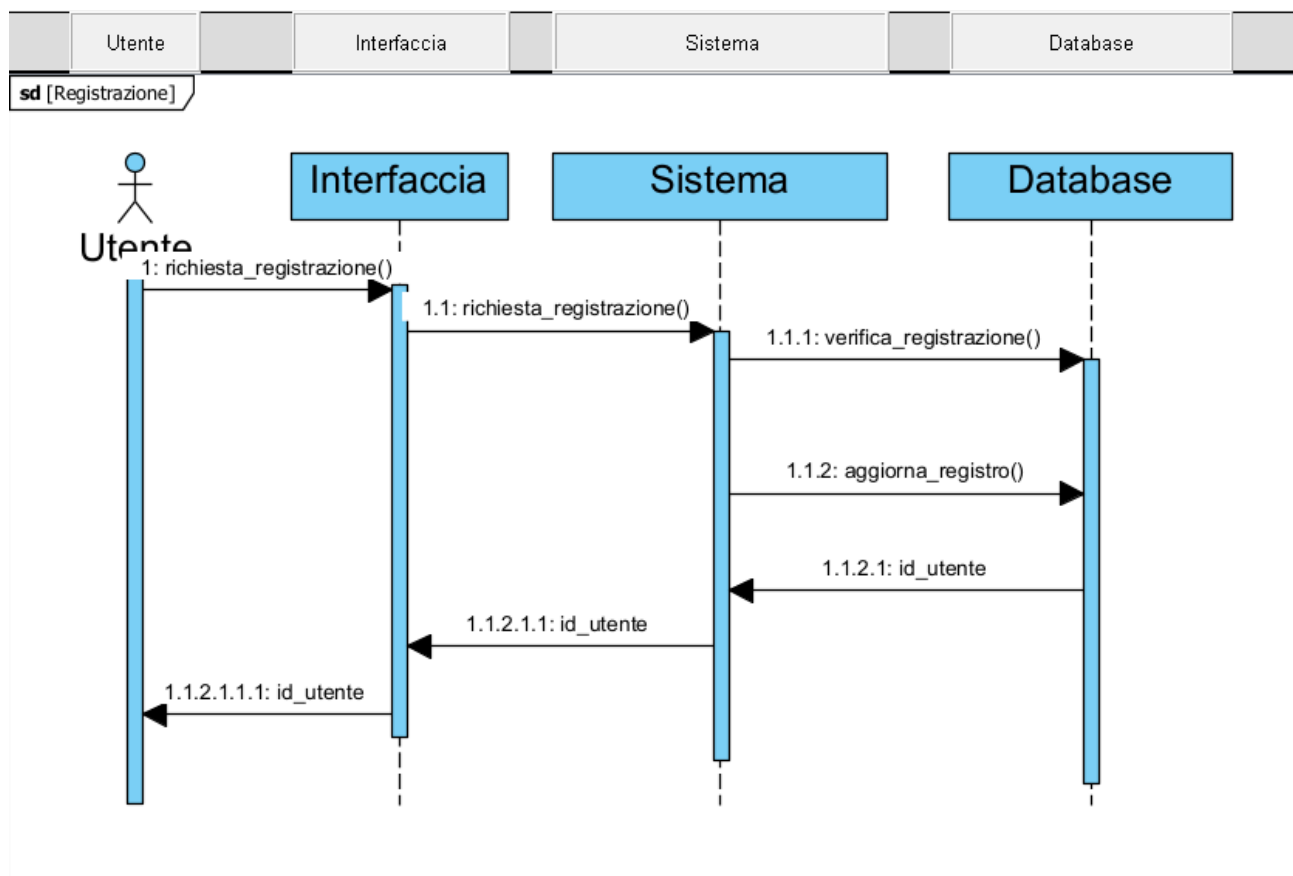 Utente
Interfaccia
Sistema
Database
sd [Registrazione]
Interfaccia
Sistema
Database
Utente
1: richiesta_registrazione()
1.1: richiesta_registrazione()
1.1.1: verifica_registrazione()
1.1.2: aggiorna_registro()
1.1.2.1: id_utente
1.1.2.1.1: id_utente
1.1.2.1.1.1: id_utente